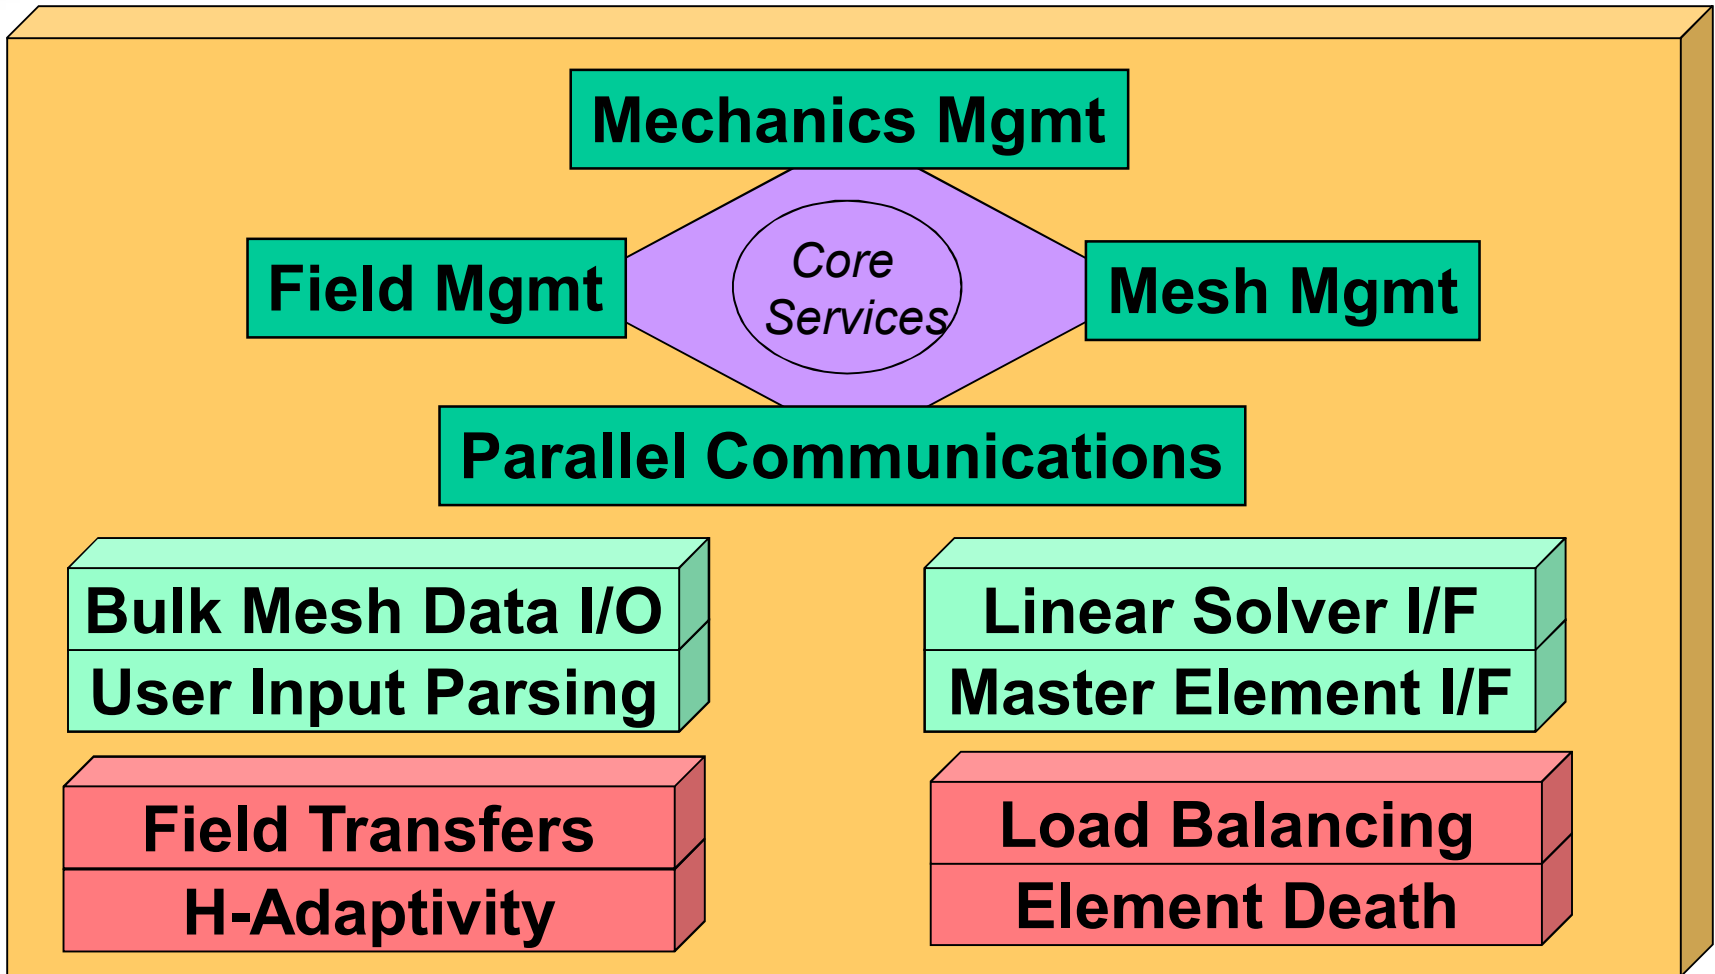 Mechanics Mgmt
Field Mgmt
Core
Services
Mesh Mgmt
Parallel Communications
Bulk Mesh Data I/O
User Input Parsing
Linear Solver I/F
Master Element I/F
Field Transfers
H-Adaptivity
Load Balancing
Element Death